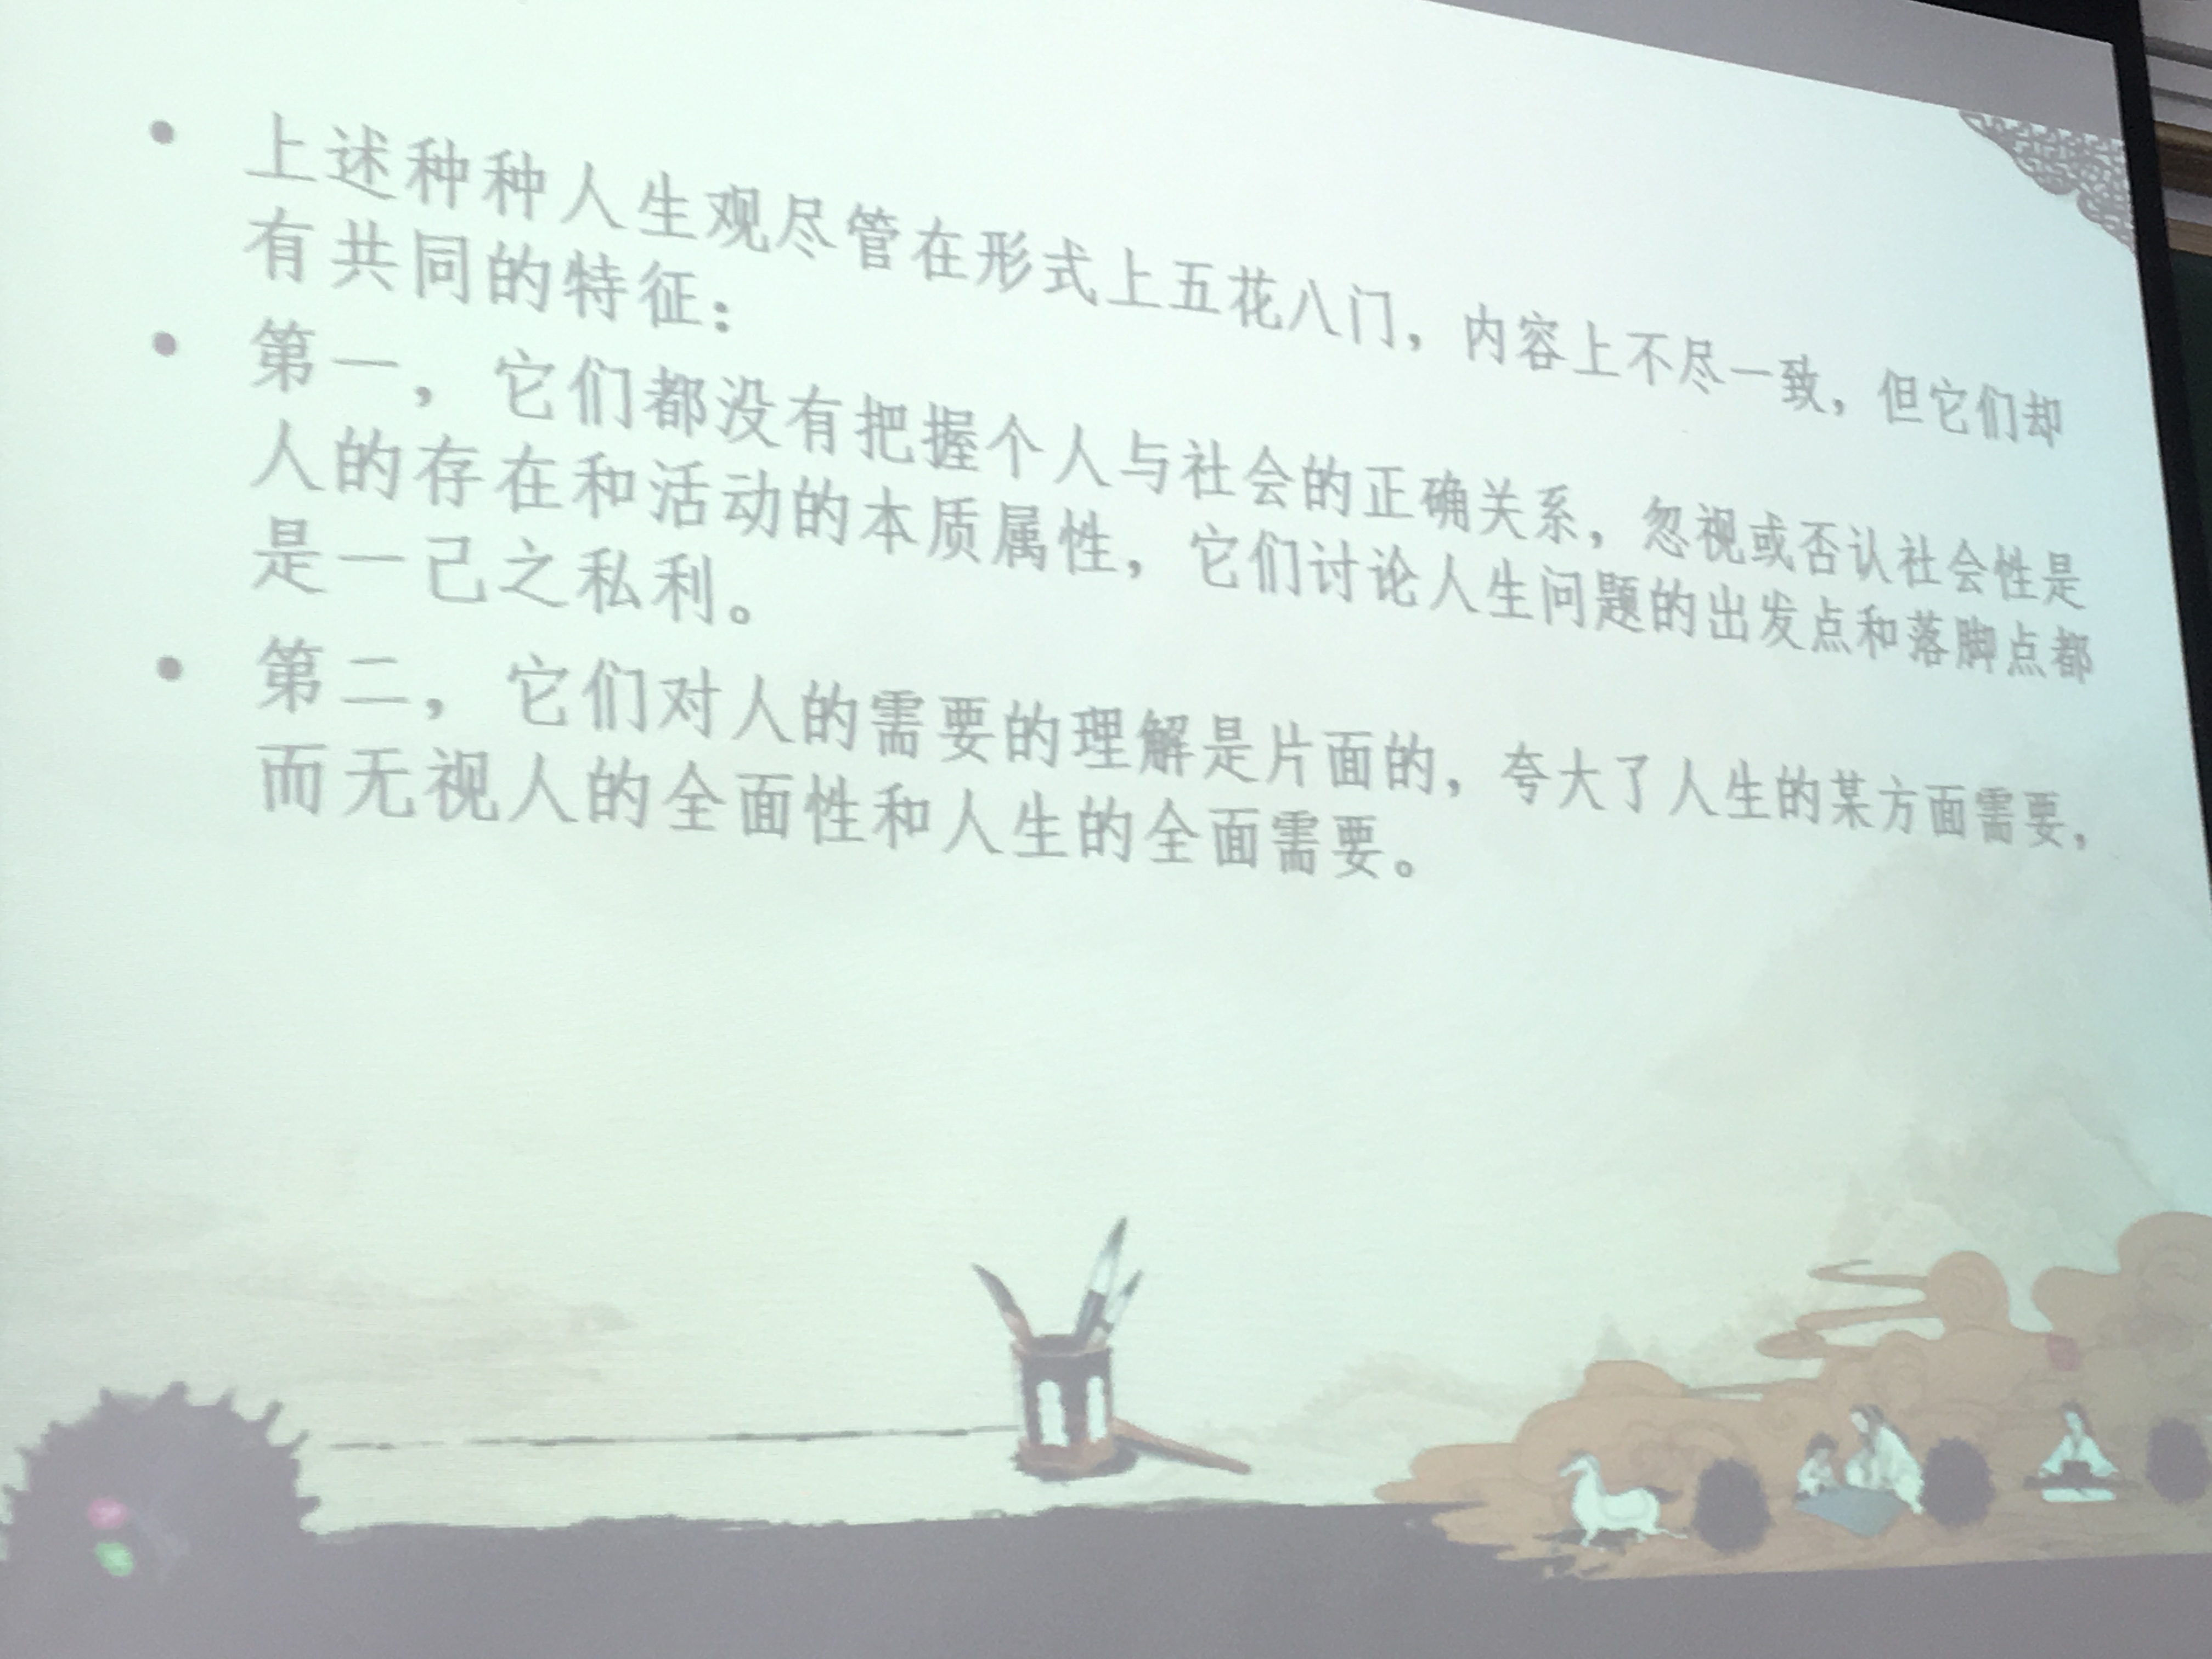 • 上述种种人生观尽管在形式上五花八门，内容上不尽一致，但它们却
有共同的特征：
• 第一，它们都没有把握个人与社会的正确关系，忽视或否认社会性是
人的存在和活动的本质属性，它们讨论人生问题的出发点和落脚点都
是一己之私利。
• 第二，它们对人的需要的理解是片面的，夸大了人生的某方面需要，
而无视人的全面性和人生的全面需要。